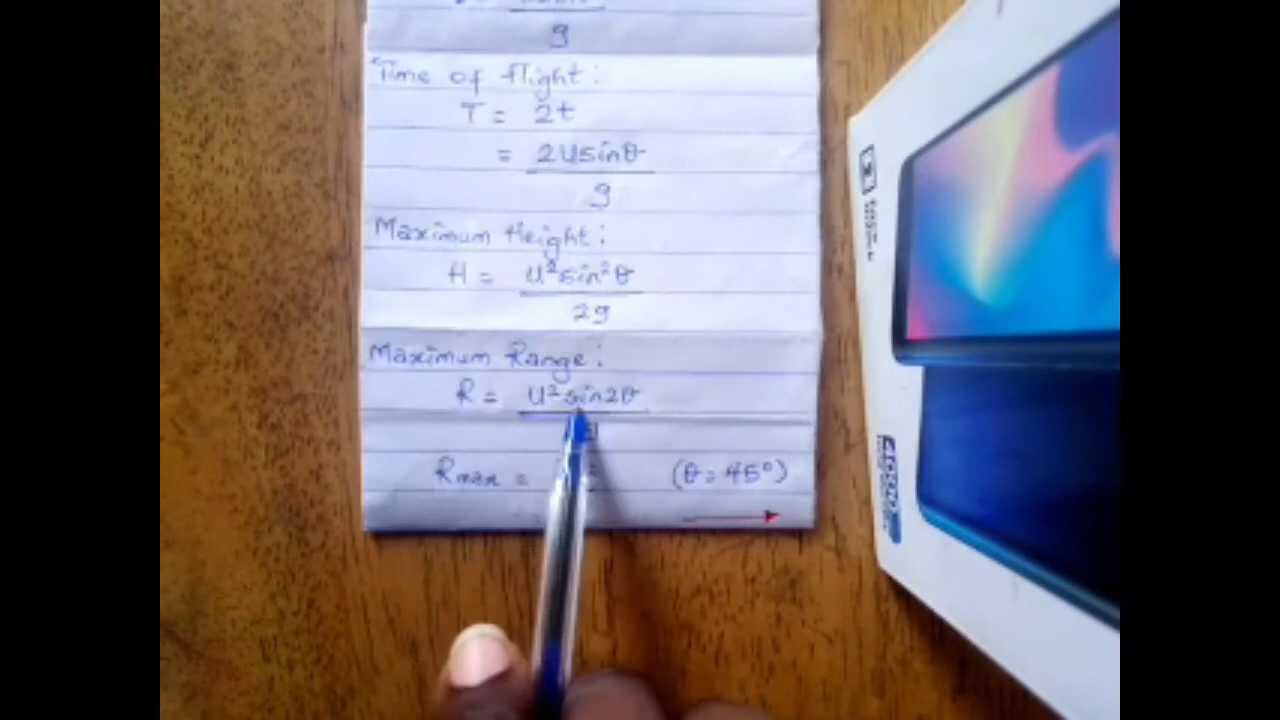 g
Time of flight:
T = 2t
= 2usinθ
g
Maximum Height:
H = u²sin²θ
2g
Maximum Range:
R = u²sin2θ
Rmax = (θ = 45°)